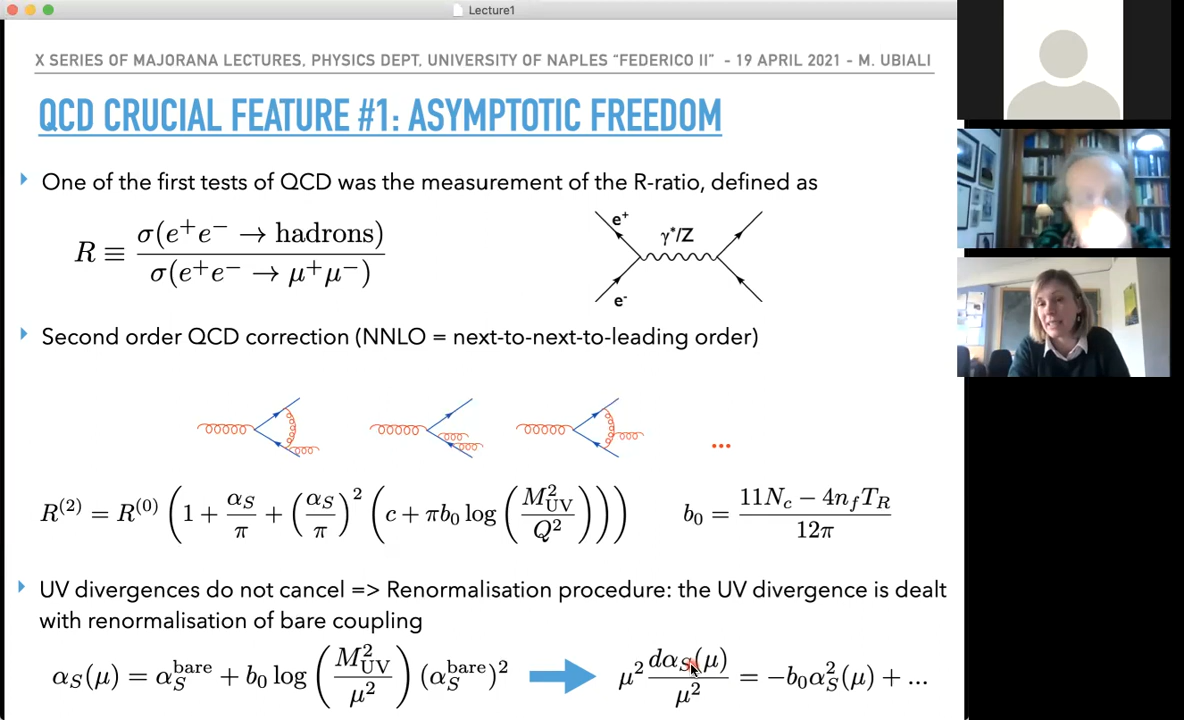 Lecture1
X SERIES OF MAJORANA LECTURES, PHYSICS DEPT, UNIVERSITY OF NAPLES “FEDERICO II” - 19 APRIL 2021 - M. UBIALI
QCD CRUCIAL FEATURE #1: ASYMPTOTIC FREEDOM
One of the first tests of QCD was the measurement of the R-ratio, defined as
R ≡ σ(e⁺e⁻ → hadrons) / σ(e⁺e⁻ → μ⁺μ⁻)
e⁺
γ*/Z
e⁻
Second order QCD correction (NNLO = next-to-next-to-leading order)
...
R⁽²⁾ = R⁽⁰⁾ (1 + α_S/π + (α_S/π)² (c + πb₀ log (M²_UV/Q²)))
b₀ = (11N_c − 4n_f T_R) / 12π
UV divergences do not cancel => Renormalisation procedure: the UV divergence is dealt
with renormalisation of bare coupling
α_S(μ) = α_S^bare + b₀ log (M²_UV/μ²) (α_S^bare)²
μ² dα_S(μ)/μ² = −b₀α²_S(μ) + ...